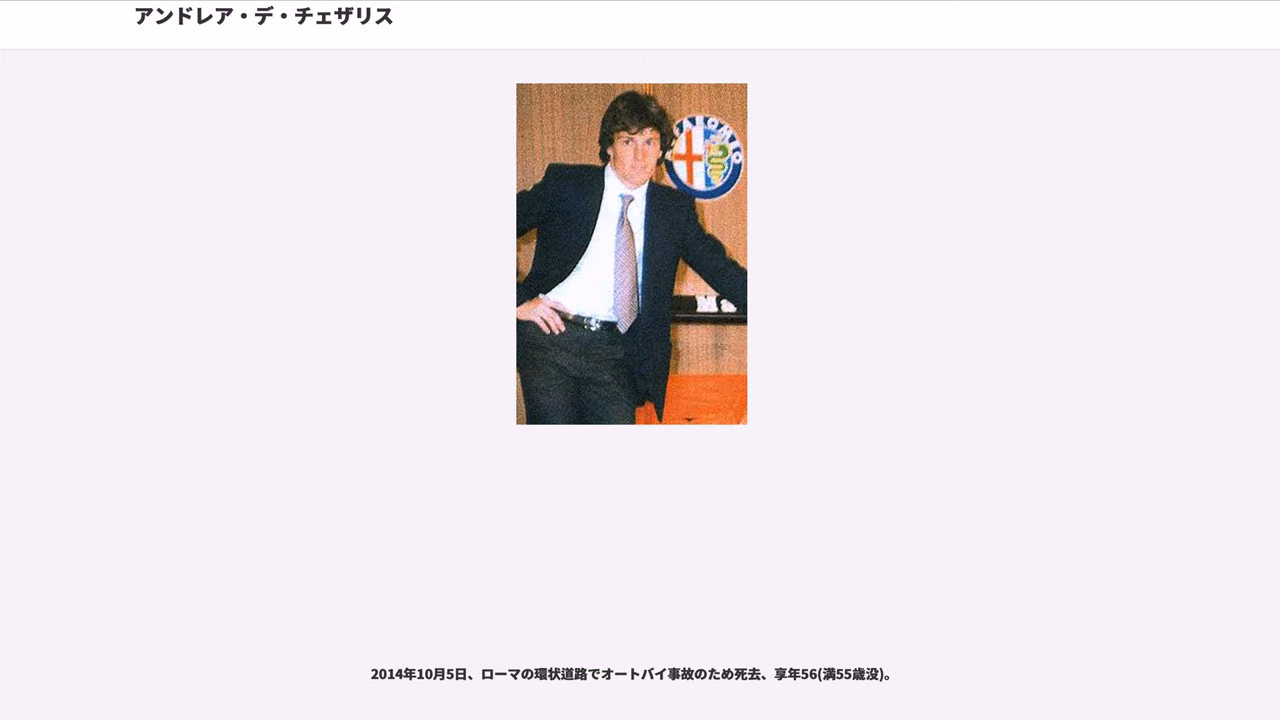 アンドレア・デ・チェザリス
2014年10月5日、ローマの環状道路でオートバイ事故のため死去、享年56(満55歳没)。